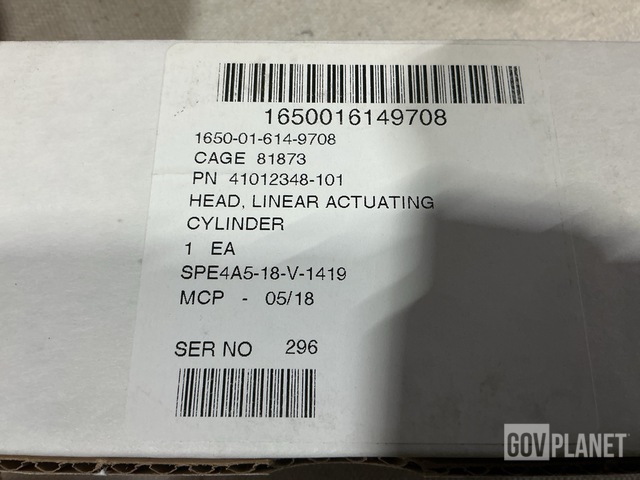 1650016149708
1650-01-614-9708
CAGE 81873
PN 41012348-101
HEAD, LINEAR ACTUATING
CYLINDER
1 EA
SPE4A5-18-V-1419
MCP - 05/18
SER NO 296
GOVPLANET